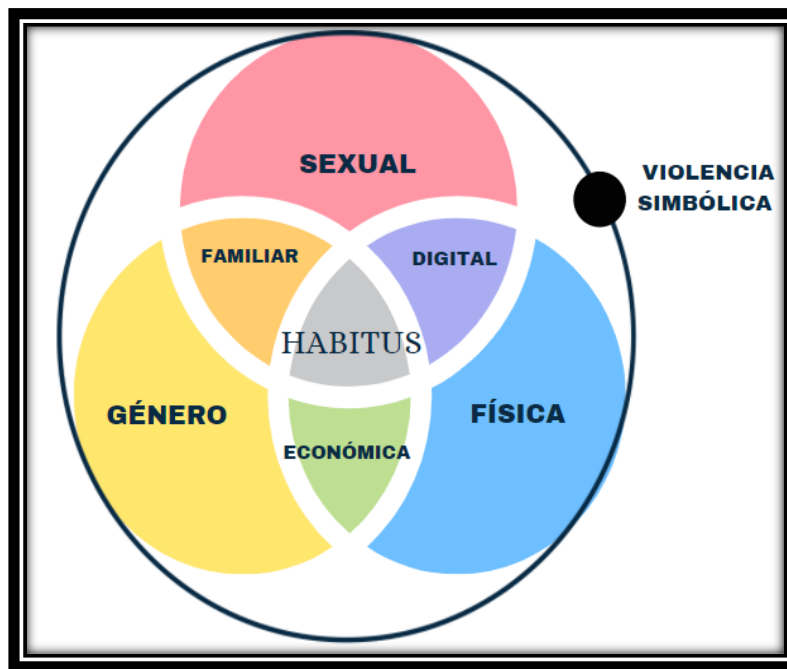 SEXUAL
VIOLENCIA
SIMBÓLICA
FAMILIAR
DIGITAL
HABITUS
GÉNERO
FÍSICA
ECONÓMICA